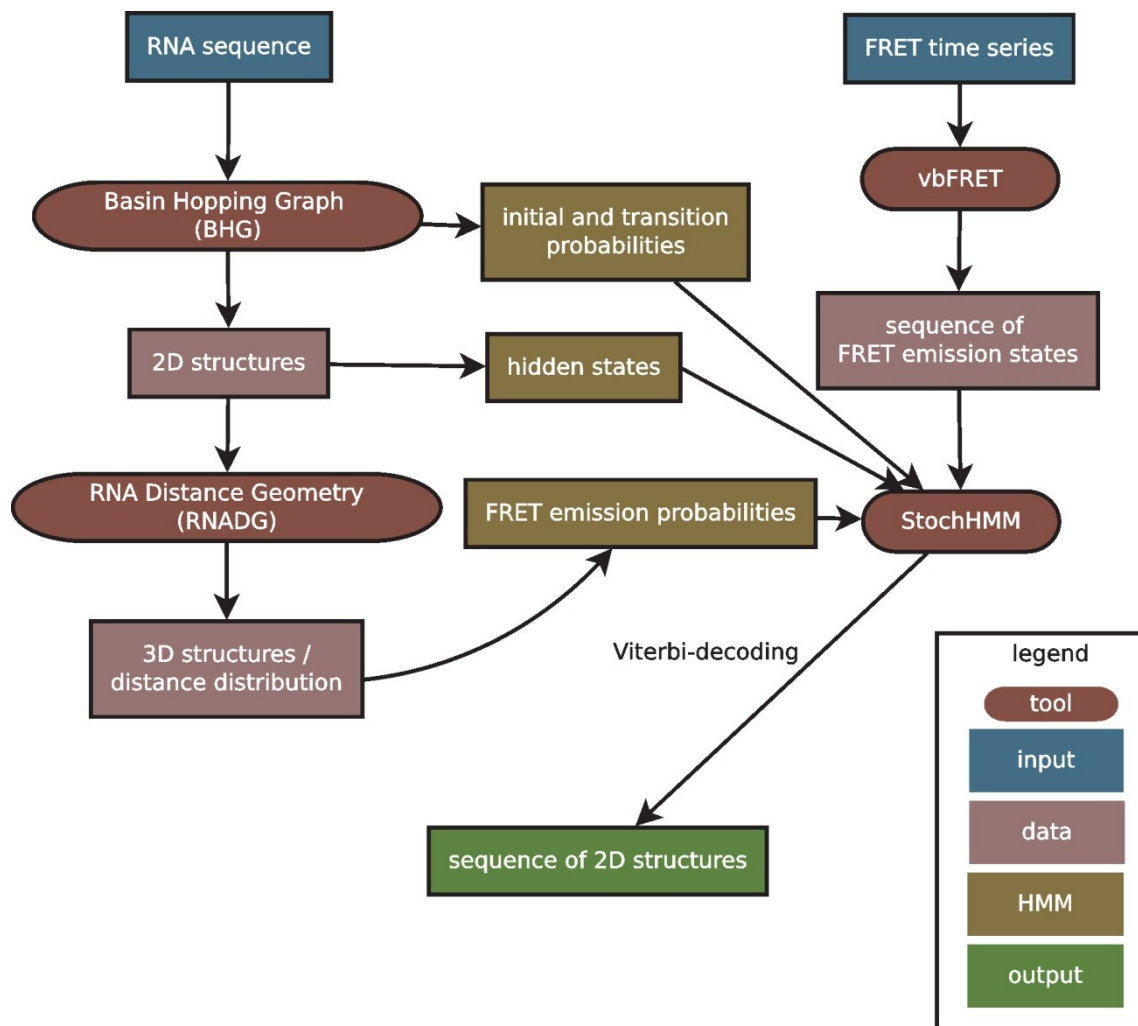 RNA sequence
FRET time series
Basin Hopping Graph
(BHG)
vbFRET
initial and transition
probabilities
2D structures
hidden states
sequence of
FRET emission states
RNA Distance Geometry
(RNADG)
FRET emission probabilities
StochHMM
3D structures /
distance distribution
Viterbi-decoding
sequence of 2D structures
legend
tool
input
data
HMM
output